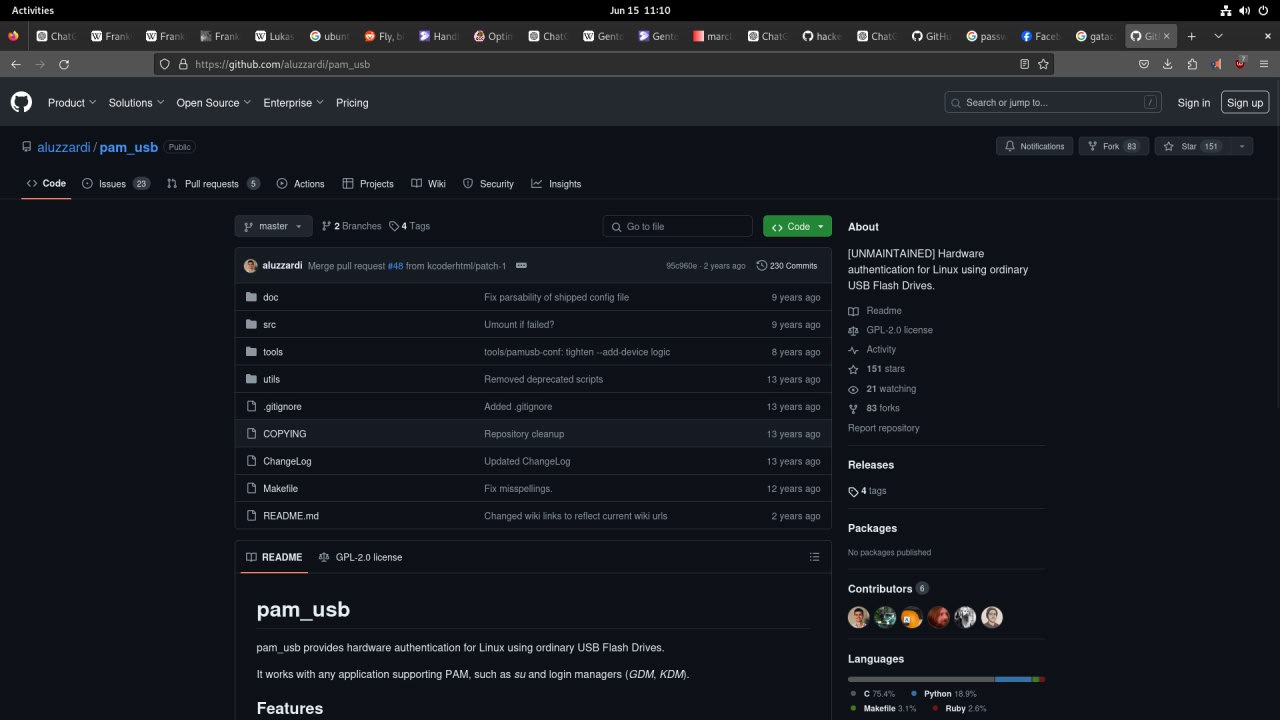 Activities
Jun 15 11:10
ChatG
Frank
Frank
Frank
Lukas
ubunt
Fly, bl
Handl
Optin
ChatG
Gento
Gento
marcl
ChatG
hacke
ChatG
GitHu
passw
Faceb
gatac
Git
https://github.com/aluzzardi/pam_usb
Product Solutions Open Source Enterprise Pricing
Search or jump to... /
Sign in Sign up
aluzzardi / pam_usb Public
Notifications Fork 83 Star 151
Code Issues 23 Pull requests 5 Actions Projects Wiki Security Insights
master 2 Branches 4 Tags Go to file Code
aluzzardi Merge pull request #48 from kcoderhtml/patch-1 95c960e · 2 years ago 230 Commits
doc Fix parsability of shipped config file 9 years ago
src Umount if failed? 9 years ago
tools tools/pamusb-conf: tighten --add-device logic 8 years ago
utils Removed deprecated scripts 13 years ago
.gitignore Added .gitignore 13 years ago
COPYING Repository cleanup 13 years ago
ChangeLog Updated ChangeLog 13 years ago
Makefile Fix misspellings. 12 years ago
README.md Changed wiki links to reflect current wiki urls 2 years ago
README GPL-2.0 license
pam_usb
pam_usb provides hardware authentication for Linux using ordinary USB Flash Drives.
It works with any application supporting PAM, such as su and login managers (GDM, KDM).
Features
About
[UNMAINTAINED] Hardware
authentication for Linux using ordinary
USB Flash Drives.
Readme
GPL-2.0 license
Activity
151 stars
21 watching
83 forks
Report repository
Releases
4 tags
Packages
No packages published
Contributors 6
Languages
C 75.4% Python 18.9%
Makefile 3.1% Ruby 2.6%